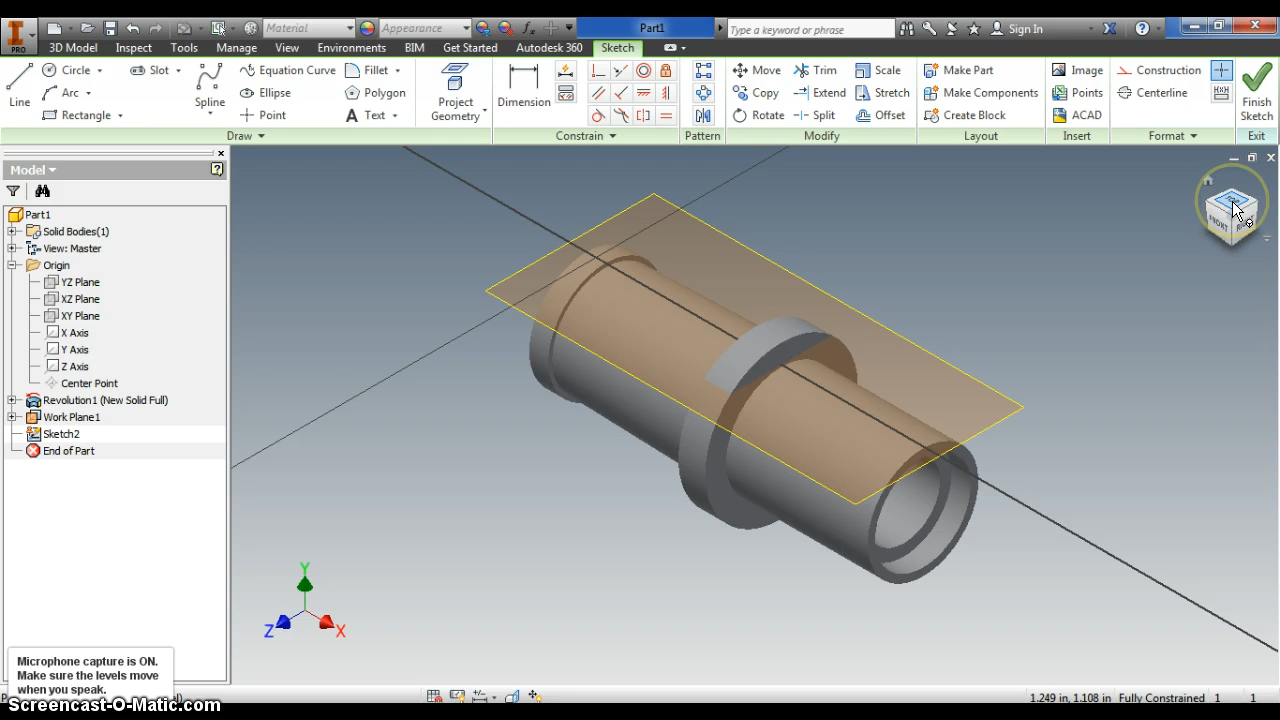 Material
Appearance
Part1
Type a keyword or phrase
Sign In
PRO
3D Model
Inspect
Tools
Manage
View
Environments
BIM
Get Started
Autodesk 360
Sketch
Line
Circle
Arc
Rectangle
Slot
Spline
Equation Curve
Ellipse
Point
Fillet
Polygon
Text
Draw
Project
Geometry
Dimension
Constrain
Pattern
Move
Copy
Rotate
Trim
Extend
Split
Scale
Stretch
Offset
Modify
Make Part
Make Components
Create Block
Layout
Image
Points
ACAD
Insert
Construction
Centerline
Format
Finish
Sketch
Exit
Model
Part1
Solid Bodies(1)
View: Master
Origin
YZ Plane
XZ Plane
XY Plane
X Axis
Y Axis
Z Axis
Center Point
Revolution1 (New Solid Full)
Work Plane1
Sketch2
End of Part
FRONT
Y
Z
X
Microphone capture is ON.
Make sure the levels move
when you speak.
Screencast-O-Matic.com
1.249 in, 1.108 in
Fully Constrained
1
1